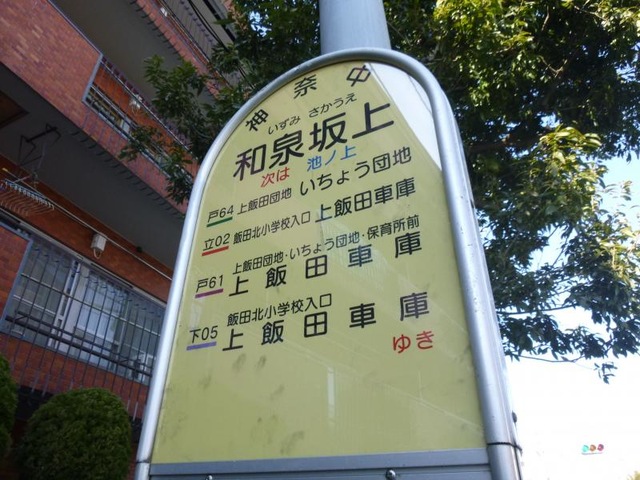 神奈中
いずみ さかうえ
和泉坂上
次は 池ノ上
戸64 上飯田団地 いちょう団地
立02 飯田北小学校入口 上飯田車庫
上飯田団地・いちょう団地・保育所前
戸61 上飯田車庫
飯田北小学校入口
下05 上飯田車庫
ゆき